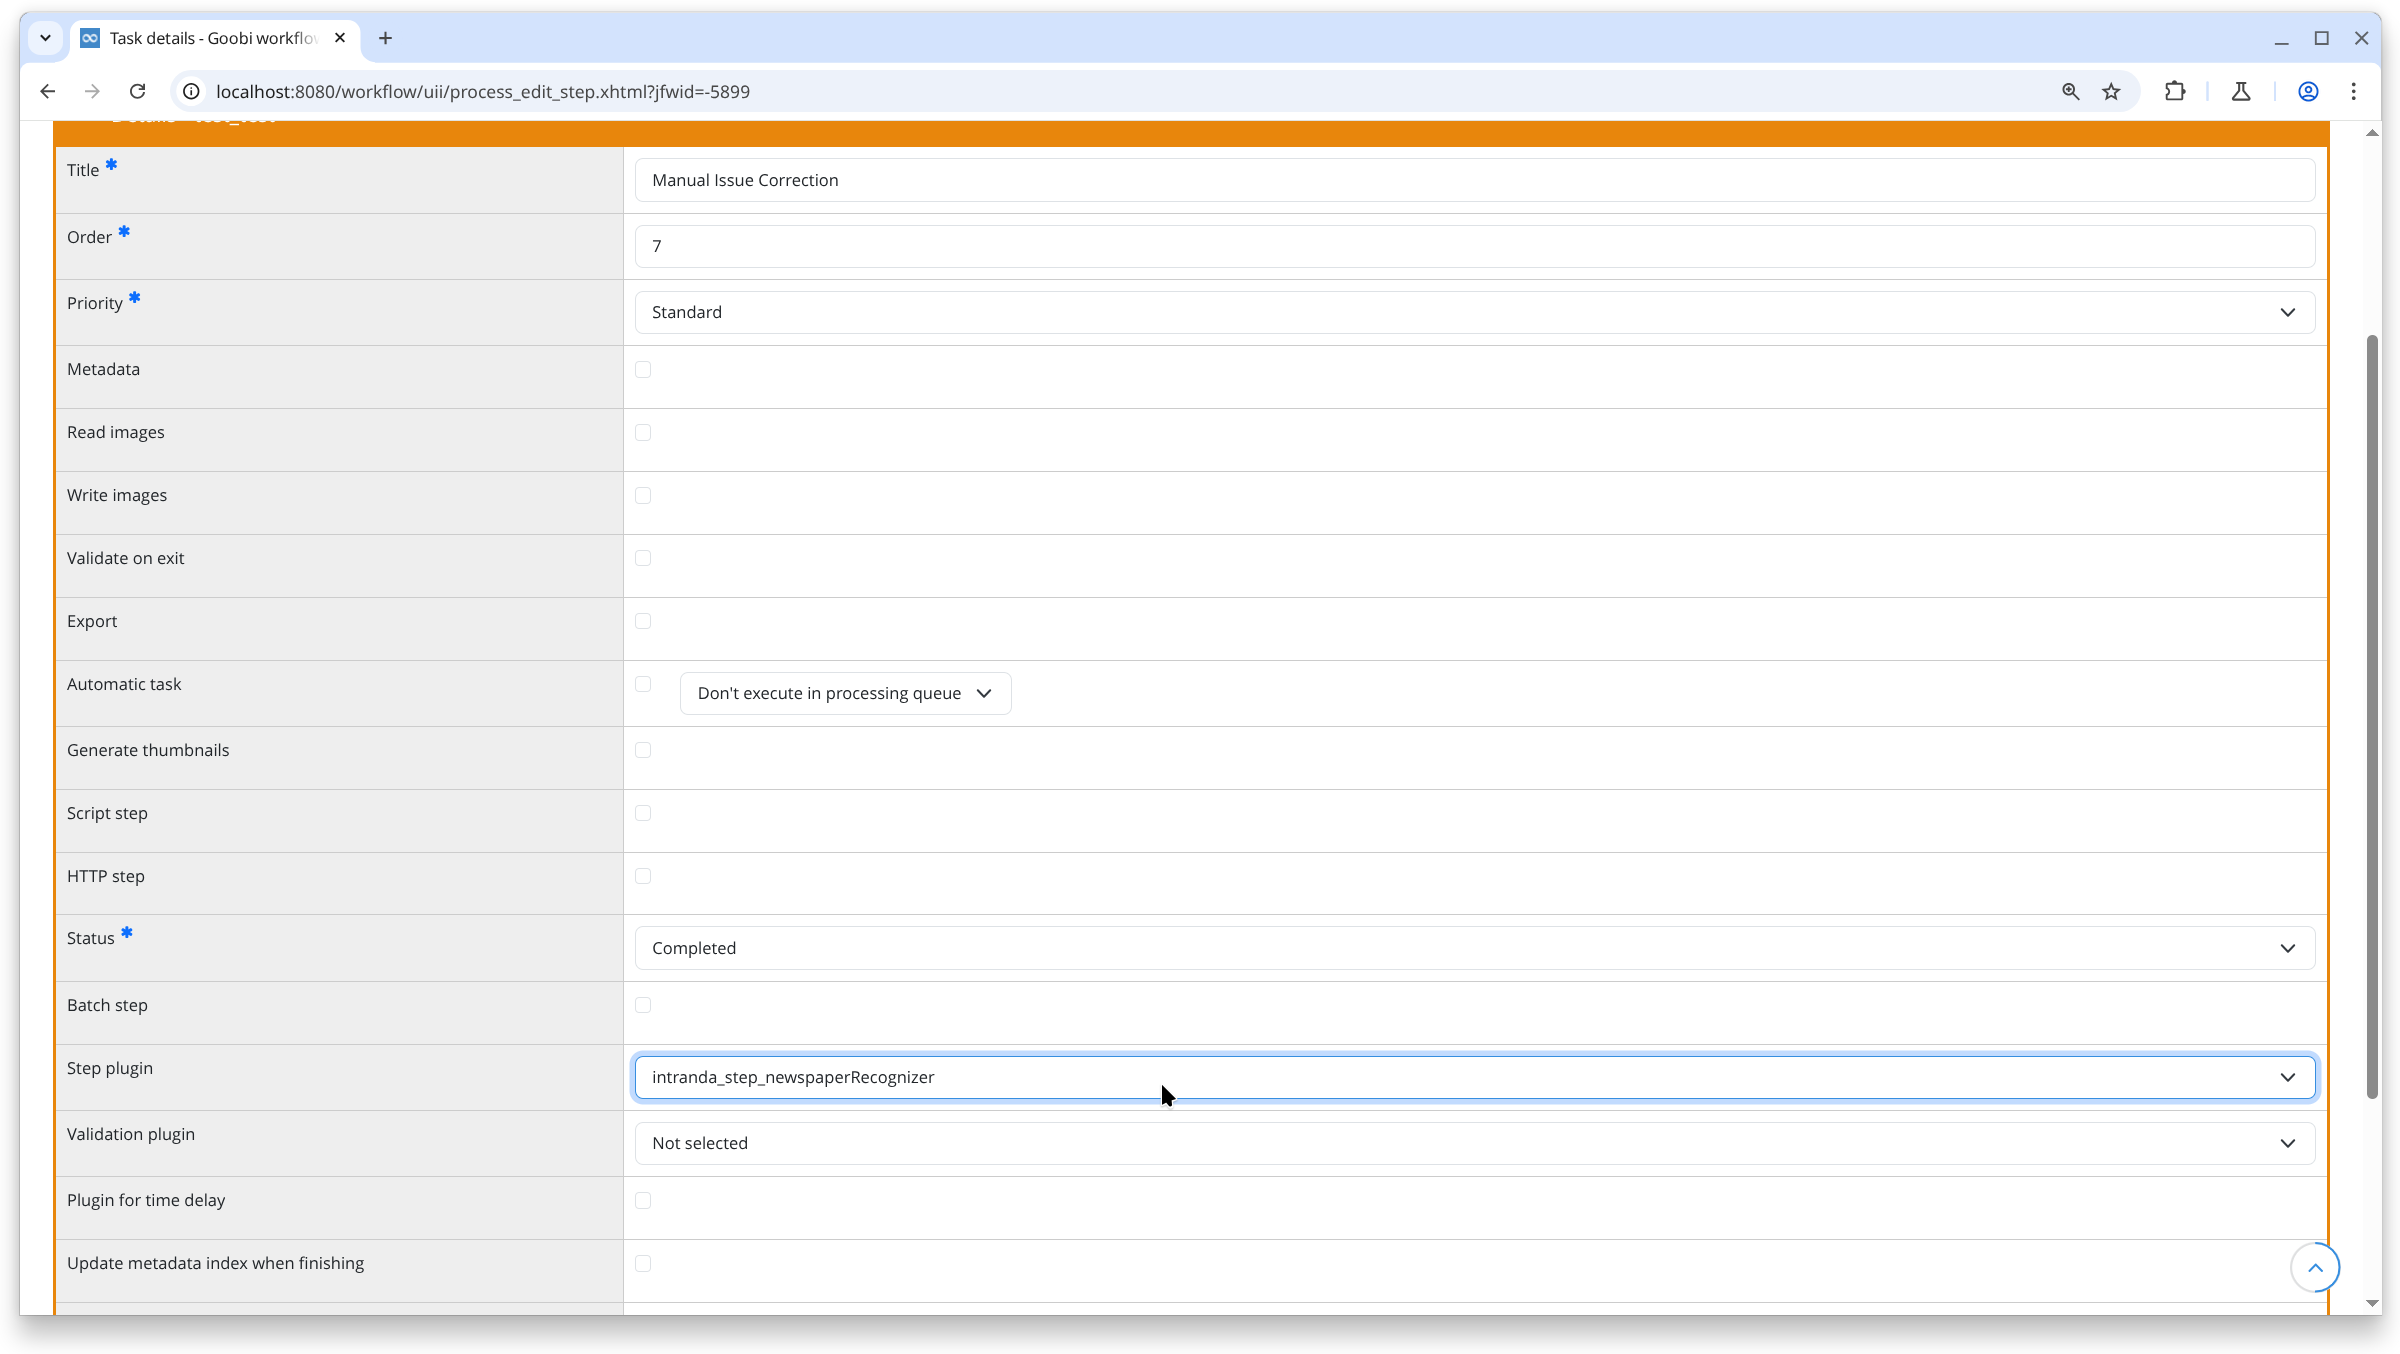 Task details - Goobi workflo
localhost:8080/workflow/uii/process_edit_step.xhtml?jfwid=-5899
Title *
Manual Issue Correction
Order *
7
Priority *
Standard
Metadata
Read images
Write images
Validate on exit
Export
Automatic task
Don't execute in processing queue
Generate thumbnails
Script step
HTTP step
Status *
Completed
Batch step
Step plugin
intranda_step_newspaperRecognizer
Validation plugin
Not selected
Plugin for time delay
Update metadata index when finishing